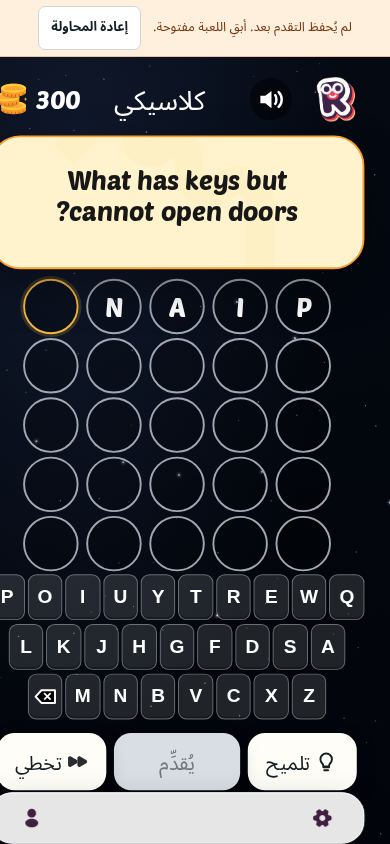 لم يُحفظ التقدم بعد. أبقِ اللعبة مفتوحة.
إعادة المحاولة
كلاسيكي
300
What has keys but
?cannot open doors
P I A N
Q W E R T Y U I O P
A S D F G H J K L
Z X C V B N M
تلميح
يُقدِّم
تخطي